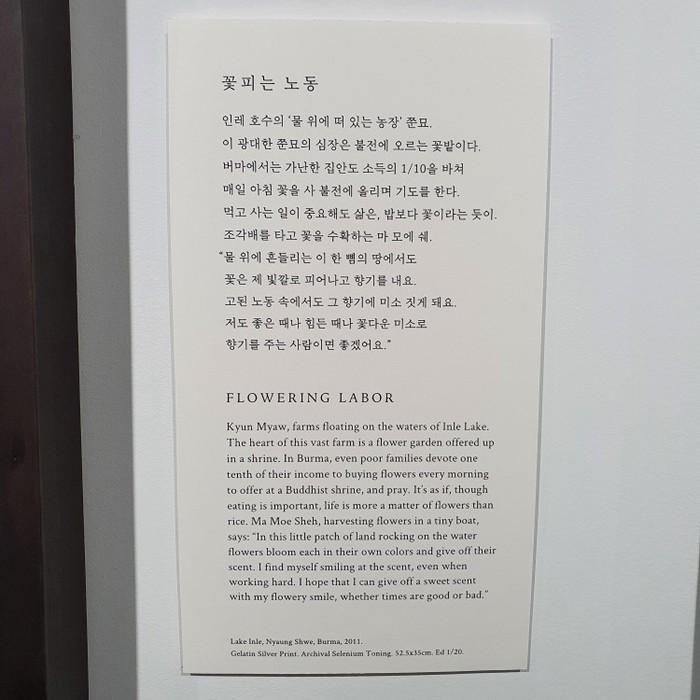 꽃피는 노동
인레 호수의 '물 위에 떠 있는 농장' 쭌묘.
이 광대한 쭌묘의 심장은 불전에 오르는 꽃밭이다.
버마에서는 가난한 집안도 소득의 1/10을 바쳐
매일 아침 꽃을 사 불전에 올리며 기도를 한다.
먹고 사는 일이 중요해도 삶은, 밥보다 꽃이라는 듯이.
조각배를 타고 꽃을 수확하는 마 모에 쉐.
“물 위에 흔들리는 이 한 뼘의 땅에서도
꽃은 제 빛깔로 피어나고 향기를 내요.
고된 노동 속에서도 그 향기에 미소 짓게 돼요.
저도 좋은 때나 힘든 때나 꽃다운 미소로
향기를 주는 사람이면 좋겠어요.”
FLOWERING LABOR
Kyun Myaw, farms floating on the waters of Inle Lake.
The heart of this vast farm is a flower garden offered up
in a shrine. In Burma, even poor families devote one
tenth of their income to buying flowers every morning
to offer at a Buddhist shrine, and pray. It's as if, though
eating is important, life is more a matter of flowers than
rice. Ma Moe Sheh, harvesting flowers in a tiny boat,
says: “In this little patch of land rocking on the water
flowers bloom each in their own colors and give off their
scent. I find myself smiling at the scent, even when
working hard. I hope that I can give off a sweet scent
with my flowery smile, whether times are good or bad.”
Lake Inle, Nyaung Shwe, Burma, 2011.
Gelatin Silver Print. Archival Selenium Toning. 52.5x35cm. Ed 1/20.